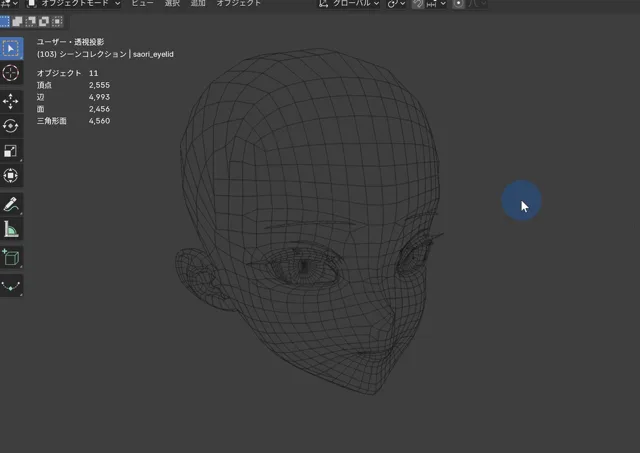 オブジェクトモード ビュー 選択 追加 オブジェクト グローバル
ユーザー・透視投影
(103) シーンコレクション | saori_eyelid
オブジェクト 11
頂点 2,555
辺 4,993
面 2,456
三角形面 4,560